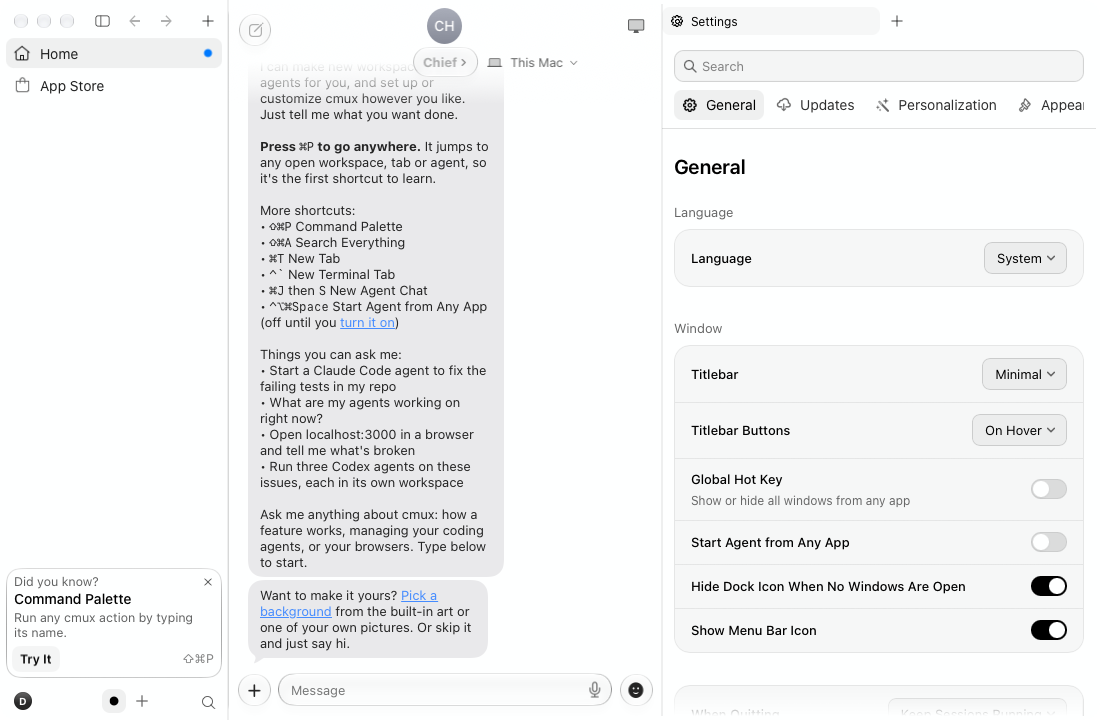 Home
App Store
Did you know?
Command Palette
Run any cmux action by typing
its name.
Try It
⇧⌘P
D
CH
Chief ›
This Mac
I can make new workspac
agents for you, and set up or
customize cmux however you like.
Just tell me what you want done.
Press ⌘P to go anywhere. It jumps to
any open workspace, tab or agent, so
it's the first shortcut to learn.
More shortcuts:
• ⇧⌘P Command Palette
• ⇧⌘A Search Everything
• ⌘T New Tab
• ^` New Terminal Tab
• ⌘J then S New Agent Chat
• ^⌥⌘Space Start Agent from Any App
(off until you turn it on)
Things you can ask me:
• Start a Claude Code agent to fix the
failing tests in my repo
• What are my agents working on
right now?
• Open localhost:3000 in a browser
and tell me what's broken
• Run three Codex agents on these
issues, each in its own workspace
Ask me anything about cmux: how a
feature works, managing your coding
agents, or your browsers. Type below
to start.
Want to make it yours? Pick a
background from the built-in art or
one of your own pictures. Or skip it
and just say hi.
Message
Settings
Search
General
Updates
Personalization
Appear
General
Language
Language
System
Window
Titlebar
Minimal
Titlebar Buttons
On Hover
Global Hot Key
Show or hide all windows from any app
Start Agent from Any App
Hide Dock Icon When No Windows Are Open
Show Menu Bar Icon
When Quitting
Keep Sessions Running